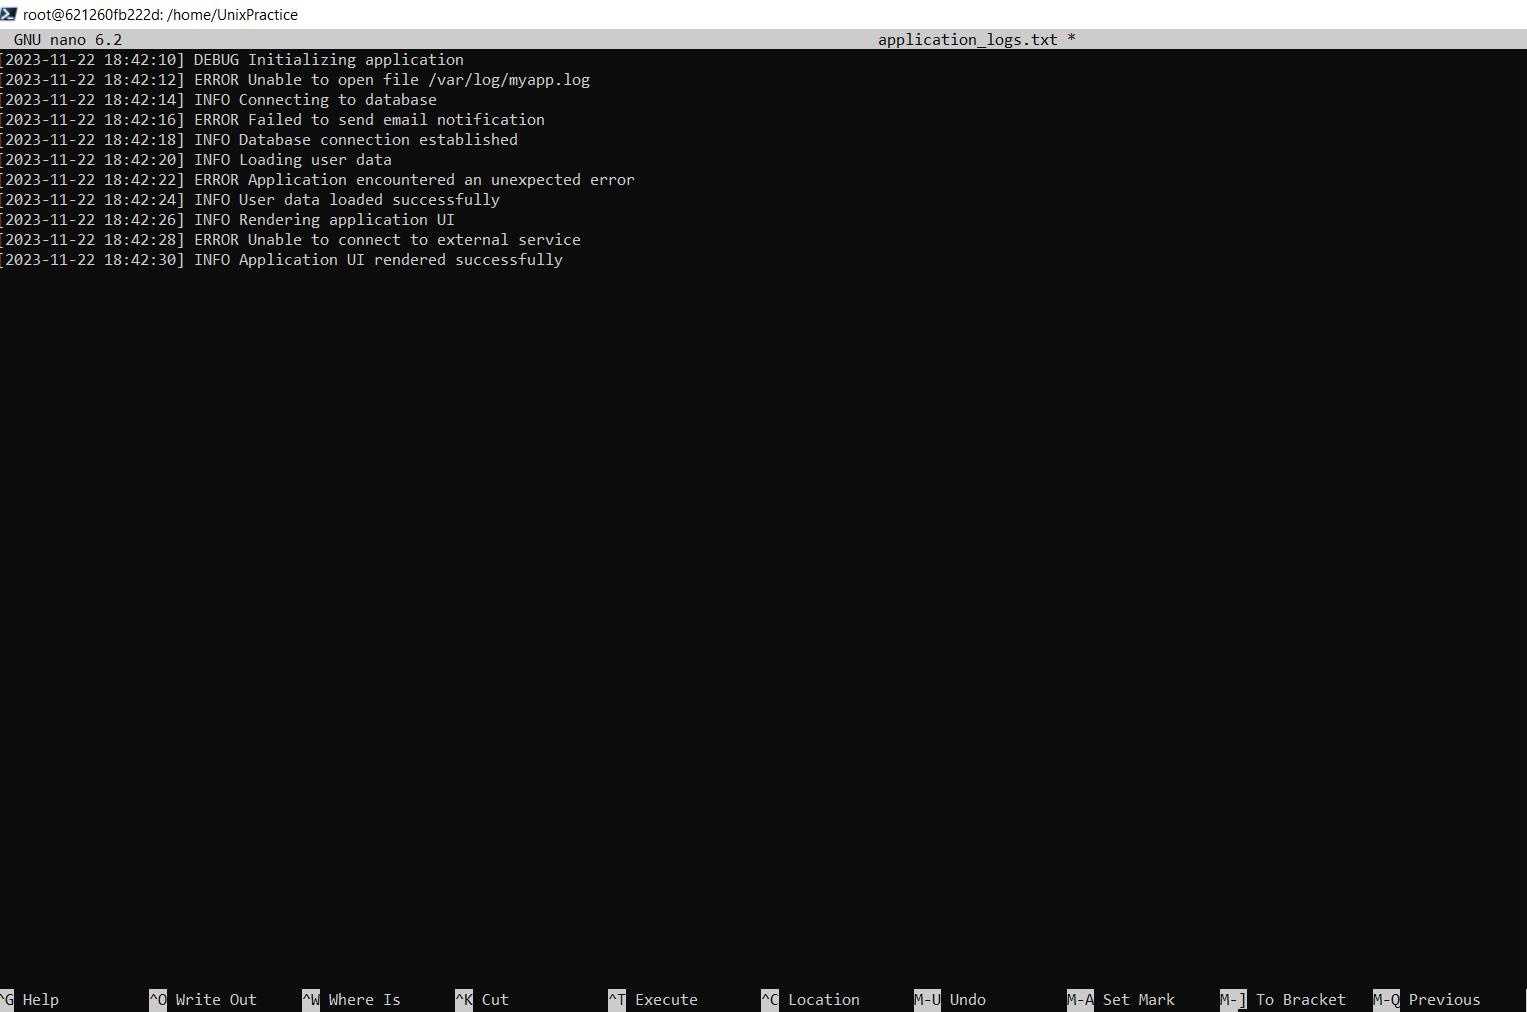 root@621260fb222d: /home/UnixPractice
GNU nano 6.2 application_logs.txt *
[2023-11-22 18:42:10] DEBUG Initializing application
[2023-11-22 18:42:12] ERROR Unable to open file /var/log/myapp.log
[2023-11-22 18:42:14] INFO Connecting to database
[2023-11-22 18:42:16] ERROR Failed to send email notification
[2023-11-22 18:42:18] INFO Database connection established
[2023-11-22 18:42:20] INFO Loading user data
[2023-11-22 18:42:22] ERROR Application encountered an unexpected error
[2023-11-22 18:42:24] INFO User data loaded successfully
[2023-11-22 18:42:26] INFO Rendering application UI
[2023-11-22 18:42:28] ERROR Unable to connect to external service
[2023-11-22 18:42:30] INFO Application UI rendered successfully
^G Help ^O Write Out ^W Where Is ^K Cut ^T Execute ^C Location M-U Undo M-A Set Mark M-] To Bracket M-Q Previous